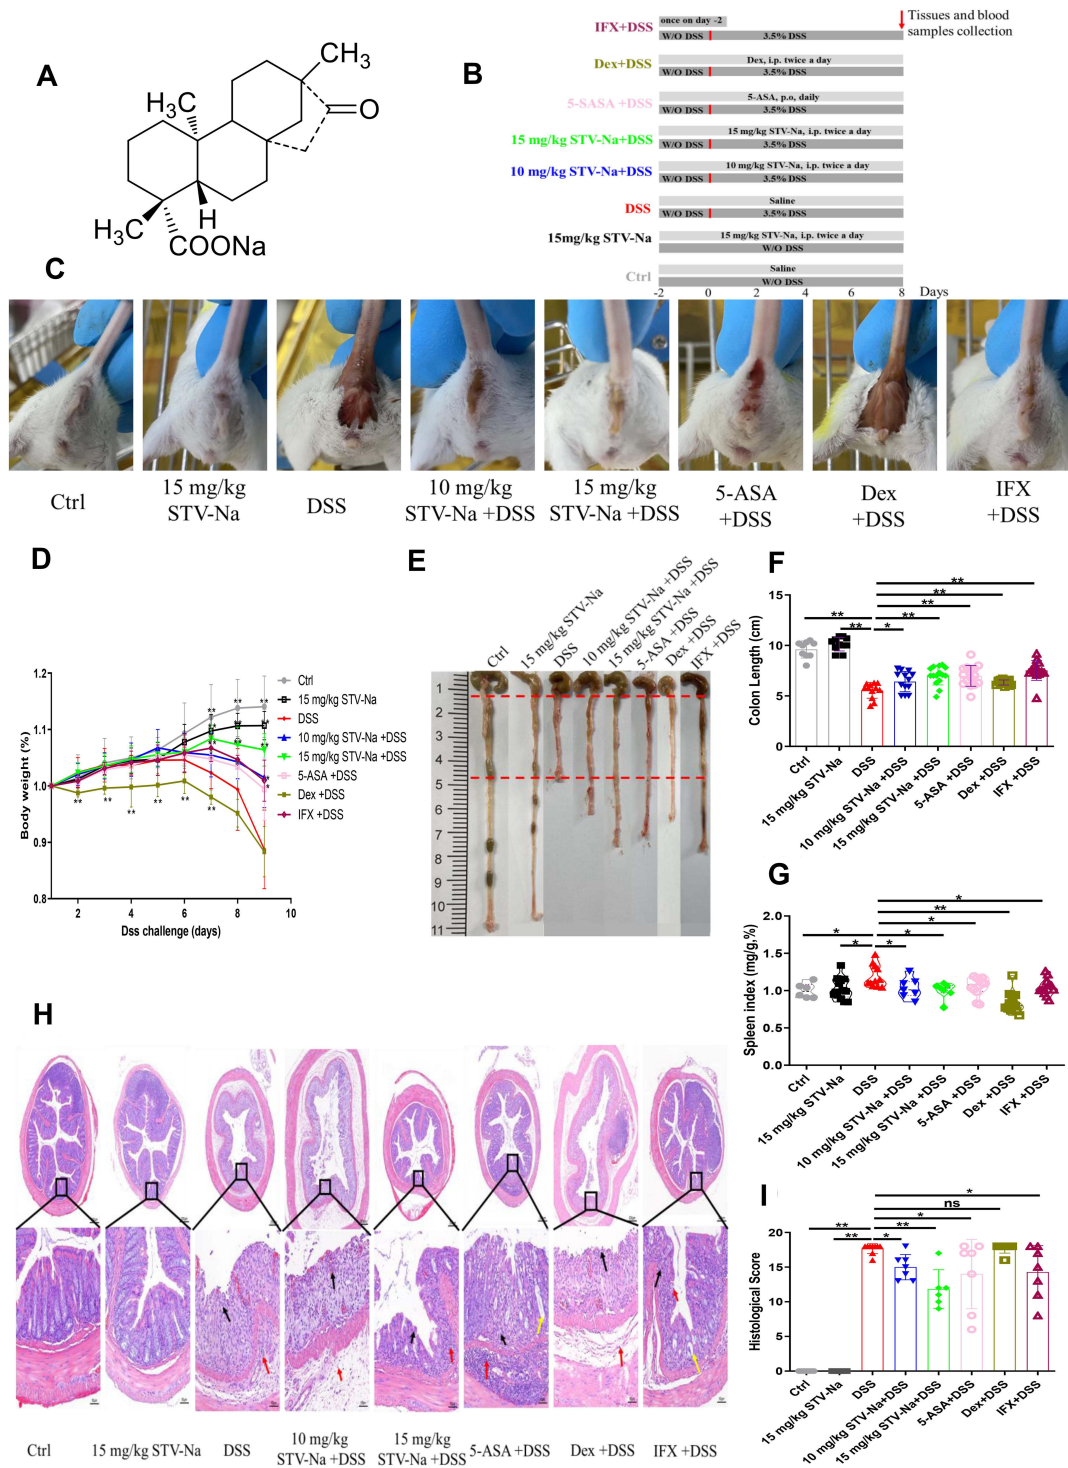 A
CH₃
H₃C
O
H
H₃C
COONa
B
IFX+DSS
once on day -2
W/O DSS
3.5% DSS
Tissues and blood
samples collection
Dex+DSS
Dex, i.p. twice a day
W/O DSS
3.5% DSS
5-SASA +DSS
5-ASA, p.o, daily
W/O DSS
3.5% DSS
15 mg/kg STV-Na+DSS
15 mg/kg STV-Na, i.p. twice a day
W/O DSS
3.5% DSS
10 mg/kg STV-Na+DSS
10 mg/kg STV-Na, i.p. twice a day
W/O DSS
3.5% DSS
DSS
Saline
W/O DSS
3.5% DSS
15mg/kg STV-Na
15 mg/kg STV-Na, i.p. twice a day
W/O DSS
Ctrl
Saline
W/O DSS
-2 0 2 4 6 8 Days
C
Ctrl
15 mg/kg
STV-Na
DSS
10 mg/kg
STV-Na +DSS
15 mg/kg
STV-Na +DSS
5-ASA
+DSS
Dex
+DSS
IFX
+DSS
D
Body weight (%)
1.2
1.1
1.0
0.9
0.8
2 4 6 8 10
Dss challenge (days)
Ctrl
15 mg/kg STV-Na
DSS
10 mg/kg STV-Na +DSS
15 mg/kg STV-Na +DSS
5-ASA +DSS
Dex +DSS
IFX +DSS
E
Ctrl
15 mg/kg STV-Na
DSS
10 mg/kg STV-Na +DSS
15 mg/kg STV-Na +DSS
5-ASA +DSS
Dex +DSS
IFX +DSS
1
2
3
4
5
6
7
8
9
10
11
F
Colon Length (cm)
15
10
5
0
** ** * ** ** ** **
Ctrl
15 mg/kg STV-Na
DSS
10 mg/kg STV-Na +DSS
15 mg/kg STV-Na +DSS
5-ASA +DSS
Dex +DSS
IFX +DSS
G
Spleen index (mg/g,%)
2.0
1.5
1.0
0.5
0.0
* * * * * ** *
Ctrl
15 mg/kg STV-Na
DSS
10 mg/kg STV-Na +DSS
15 mg/kg STV-Na +DSS
5-ASA +DSS
Dex +DSS
IFX +DSS
H
Ctrl
15 mg/kg STV-Na
DSS
10 mg/kg
STV-Na +DSS
15 mg/kg
STV-Na +DSS
5-ASA +DSS
Dex +DSS
IFX +DSS
I
Histological Score
20
15
10
5
0
** ** * ** * ns *
Ctrl
15 mg/kg STV-Na
DSS
10 mg/kg STV-Na+DSS
15 mg/kg STV-Na+DSS
5-ASA+DSS
Dex+DSS
IFX+DSS